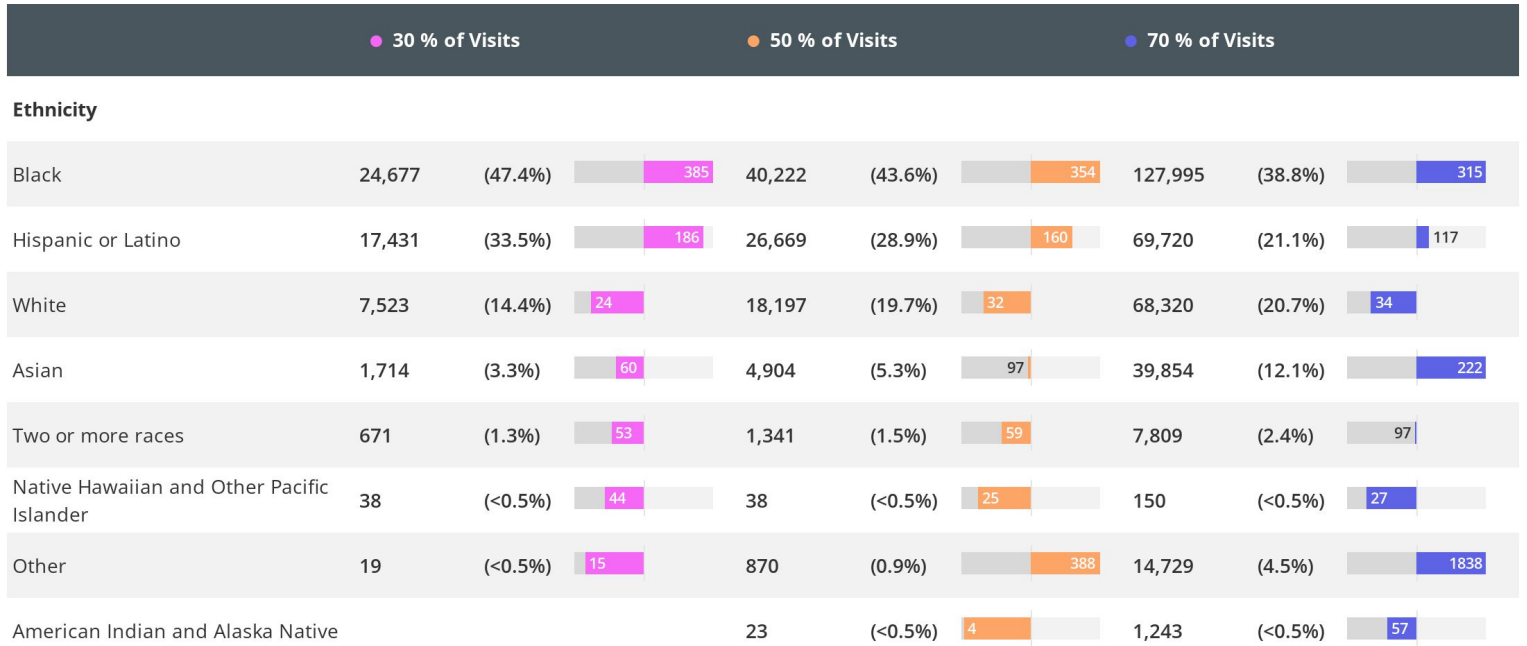 30 % of Visits 50 % of Visits 70 % of Visits
Ethnicity
Black 24,677 (47.4%) 385 40,222 (43.6%) 354 127,995 (38.8%) 315
Hispanic or Latino 17,431 (33.5%) 186 26,669 (28.9%) 160 69,720 (21.1%) 117
White 7,523 (14.4%) 24 18,197 (19.7%) 32 68,320 (20.7%) 34
Asian 1,714 (3.3%) 60 4,904 (5.3%) 97 39,854 (12.1%) 222
Two or more races 671 (1.3%) 53 1,341 (1.5%) 59 7,809 (2.4%) 97
Native Hawaiian and Other Pacific
Islander 38 (<0.5%) 44 38 (<0.5%) 25 150 (<0.5%) 27
Other 19 (<0.5%) 15 870 (0.9%) 388 14,729 (4.5%) 1838
American Indian and Alaska Native 23 (<0.5%) 4 1,243 (<0.5%) 57